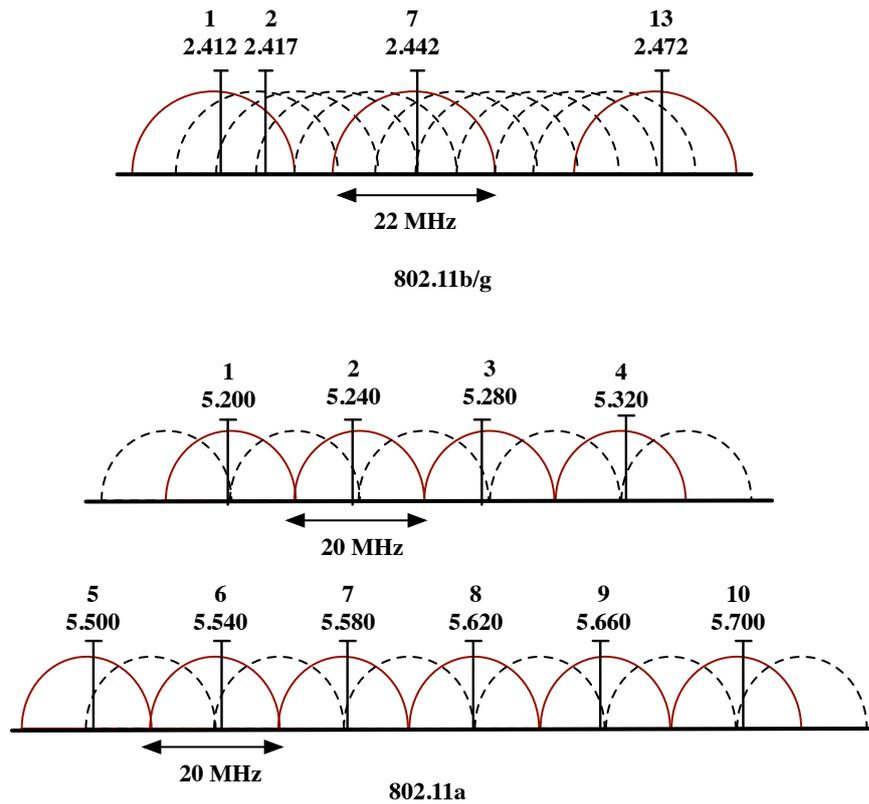 1 2 7 13
2.412 2.417 2.442 2.472
22 MHz
802.11b/g
1 2 3 4
5.200 5.240 5.280 5.320
20 MHz
5 6 7 8 9 10
5.500 5.540 5.580 5.620 5.660 5.700
20 MHz
802.11a